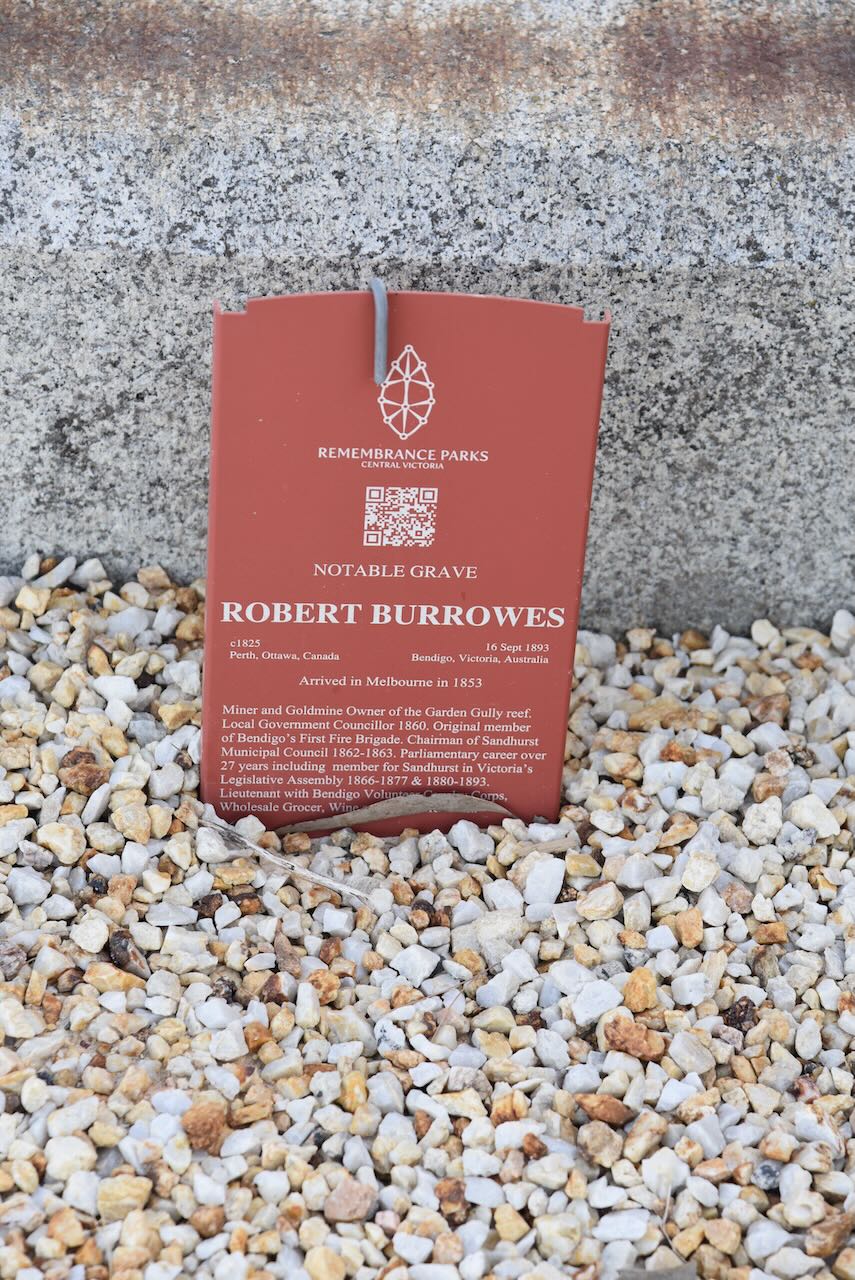 REMEMBRANCE PARKS
CENTRAL VICTORIA
NOTABLE GRAVE
ROBERT BURROWES
c1825
Perth, Ottawa, Canada
16 Sept 1893
Bendigo, Victoria, Australia
Arrived in Melbourne in 1853
Miner and Goldmine Owner of the Garden Gully reef.
Local Government Councillor 1860. Original member
of Bendigo's First Fire Brigade. Chairman of Sandhurst
Municipal Council 1862-1863. Parliamentary career over
27 years including member for Sandhurst in Victoria's
Legislative Assembly 1866-1877 & 1880-1893.
Lieutenant with Bendigo Volunteer Corps,
Wholesale Grocer, Wine